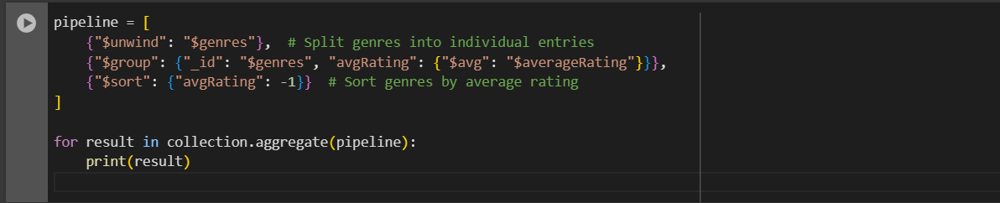 pipeline = [
    {"$unwind": "$genres"},  # Split genres into individual entries
    {"$group": {"_id": "$genres", "avgRating": {"$avg": "$averageRating"}}},
    {"$sort": {"avgRating": -1}}  # Sort genres by average rating
]
for result in collection.aggregate(pipeline):
    print(result)